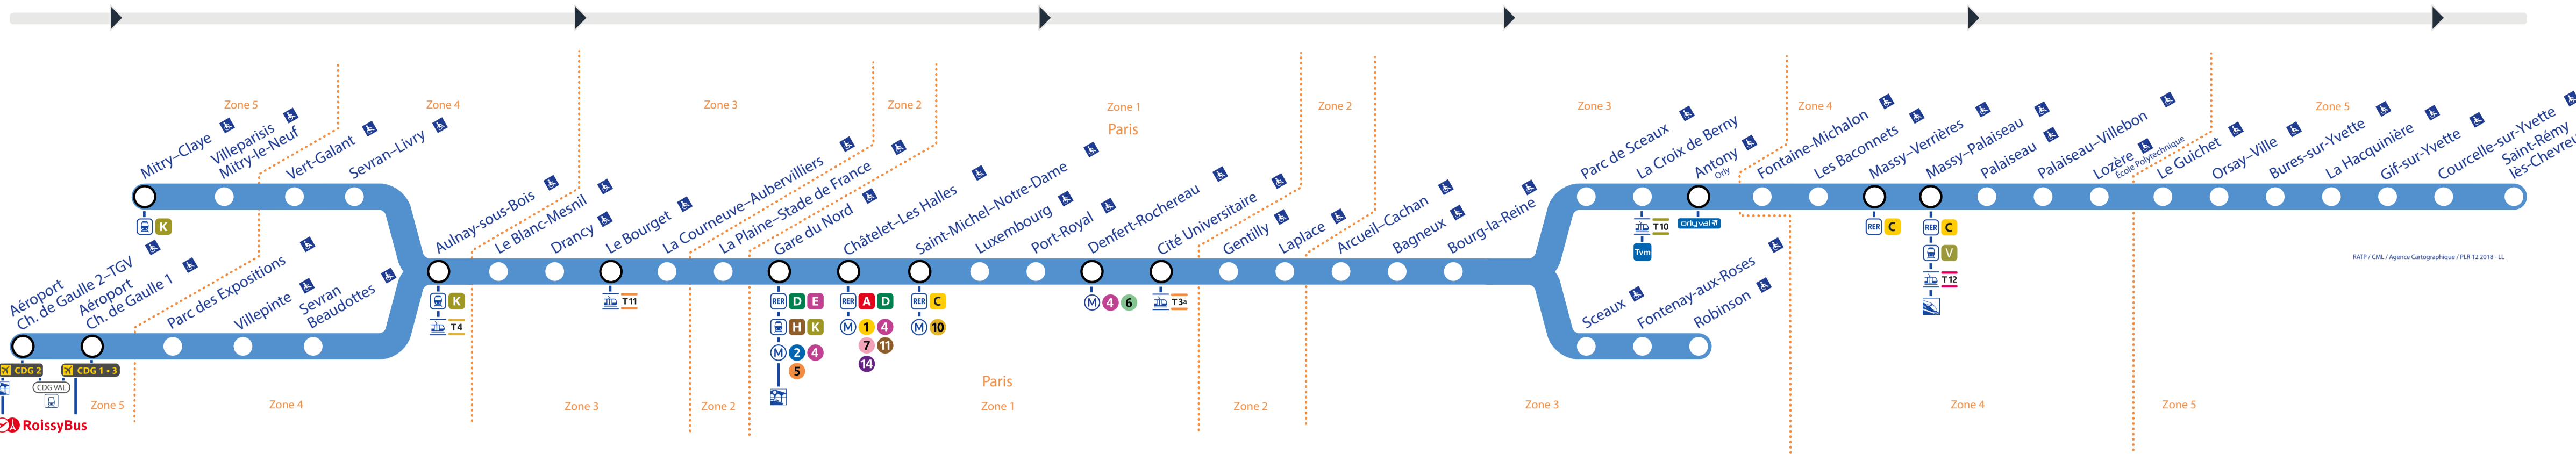 Zone 5
Zone 4
Zone 3
Zone 2
Zone 1
Paris
Zone 2
Zone 3
Zone 4
Zone 5
Mitry–Claye
Villeparisis
Mitry-le-Neuf
Vert-Galant
Sevran–Livry
K
Aéroport
Ch. de Gaulle 2–TGV
Aéroport
Ch. de Gaulle 1
Parc des Expositions
Villepinte
Sevran
Beaudottes
CDG 2
CDG 1 • 3
CDG VAL
RoissyBus
Aulnay-sous-Bois
K
T4
Le Blanc-Mesnil
Drancy
Le Bourget
T11
La Courneuve–Aubervilliers
La Plaine–Stade de France
Gare du Nord
RER D E
H K
M 2 4
5
Châtelet–Les Halles
RER A D
M 1 4
7 11
14
Saint-Michel–Notre-Dame
RER C
M 10
Luxembourg
Port-Royal
Denfert-Rochereau
M 4 6
Cité Universitaire
T3a
Gentilly
Laplace
Arcueil–Cachan
Bagneux
Bourg-la-Reine
Parc de Sceaux
La Croix de Berny
T10
Tvm
Antony
Orly
orlyval
Fontaine-Michalon
Les Baconnets
Massy–Verrières
RER C
Massy–Palaiseau
RER C
V
T12
Palaiseau
Palaiseau–Villebon
Lozère
École Polytechnique
Le Guichet
Orsay–Ville
Bures-sur-Yvette
La Hacquinière
Gif-sur-Yvette
Courcelle-sur-Yvette
Saint-Rémy
lès-Chevreu
Sceaux
Fontenay-aux-Roses
Robinson
RATP / CML / Agence Cartographique / PLR 12 2018 - LL
Zone 5
Zone 4
Zone 3
Zone 2
Paris
Zone 1
Zone 2
Zone 3
Zone 4
Zone 5